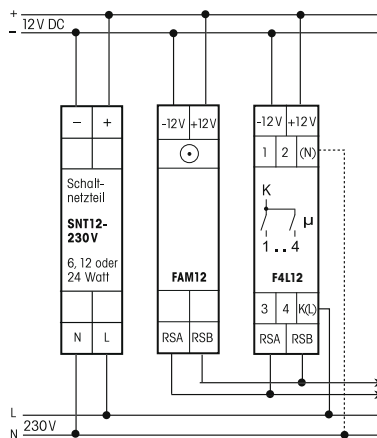 +
12V DC
−
− +
-12V +12V
-12V +12V
1 2 (N)
Schalt-
netzteil
SNT12-
230V
6, 12 oder
24 Watt
FAM12
K
µ
1 .. 4
F4L12
3 4 K(L)
N L
RSA RSB
RSA RSB
L
230V
N